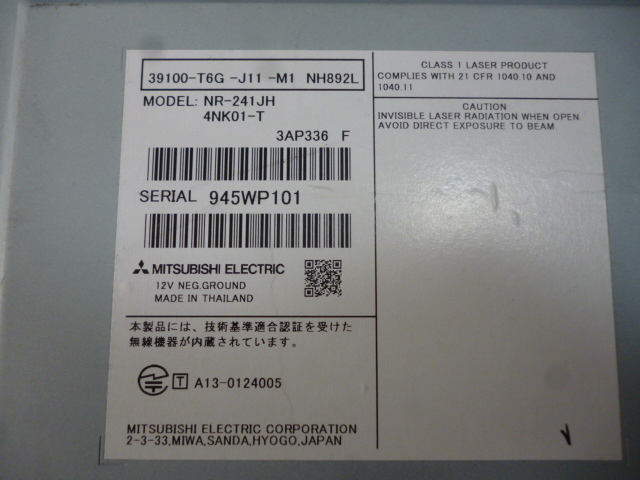 39100-T6G -J11 -M1 NH892L
MODEL: NR-241JH
4NK01-T
3AP336 F
SERIAL 945WP101
MITSUBISHI ELECTRIC
12V NEG.GROUND
MADE IN THAILAND
本製品には、技術基準適合認証を受けた
無線機器が内蔵されています。
T A13-0124005
MITSUBISHI ELECTRIC CORPORATION
2-3-33,MIWA,SANDA,HYOGO,JAPAN
CLASS 1 LASER PRODUCT
COMPLIES WITH 21 CFR 1040.10 AND
1040.11
CAUTION
INVISIBLE LASER RADIATION WHEN OPEN.
AVOID DIRECT EXPOSURE TO BEAM.